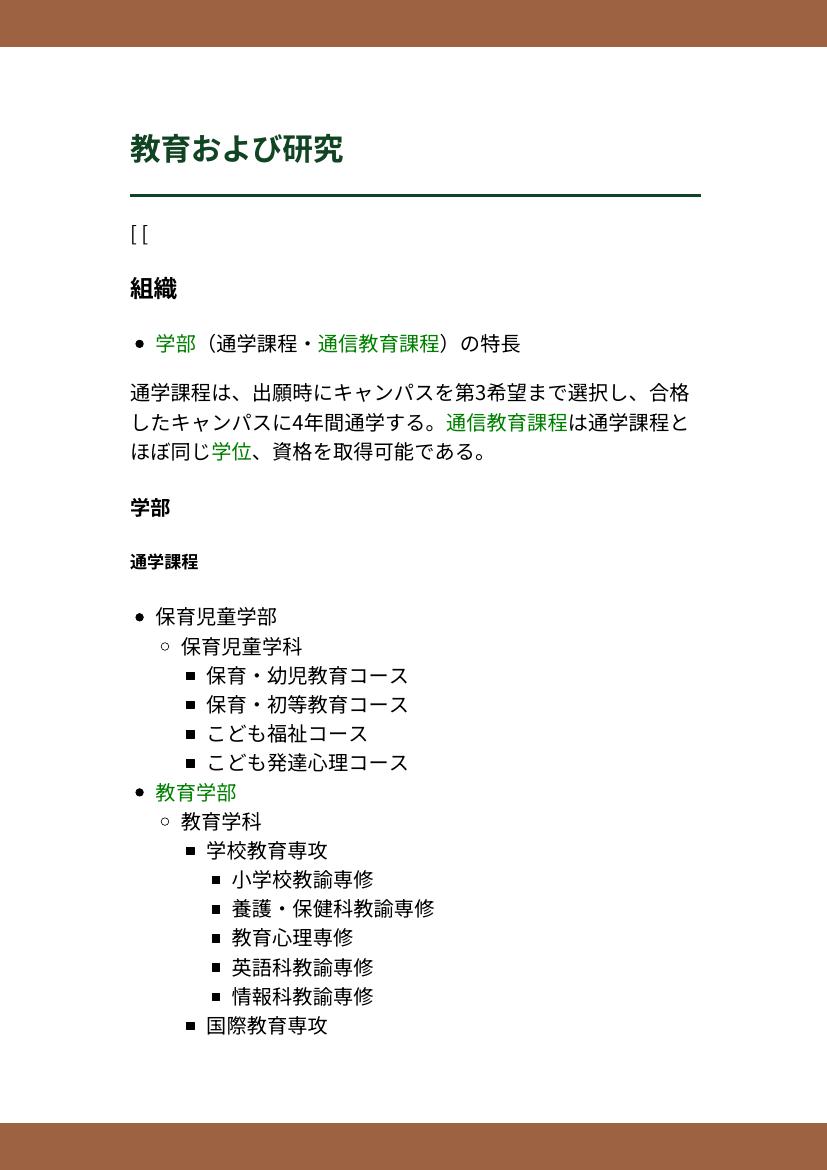 教育および研究
[ [
組織
学部（通学課程・通信教育課程）の特長
通学課程は、出願時にキャンパスを第3希望まで選択し、合格
したキャンパスに4年間通学する。通信教育課程は通学課程と
ほぼ同じ学位、資格を取得可能である。
学部
通学課程
保育児童学部
保育児童学科
保育・幼児教育コース
保育・初等教育コース
こども福祉コース
こども発達心理コース
教育学部
教育学科
学校教育専攻
小学校教諭専修
養護・保健科教諭専修
教育心理専修
英語科教諭専修
情報科教諭専修
国際教育専攻